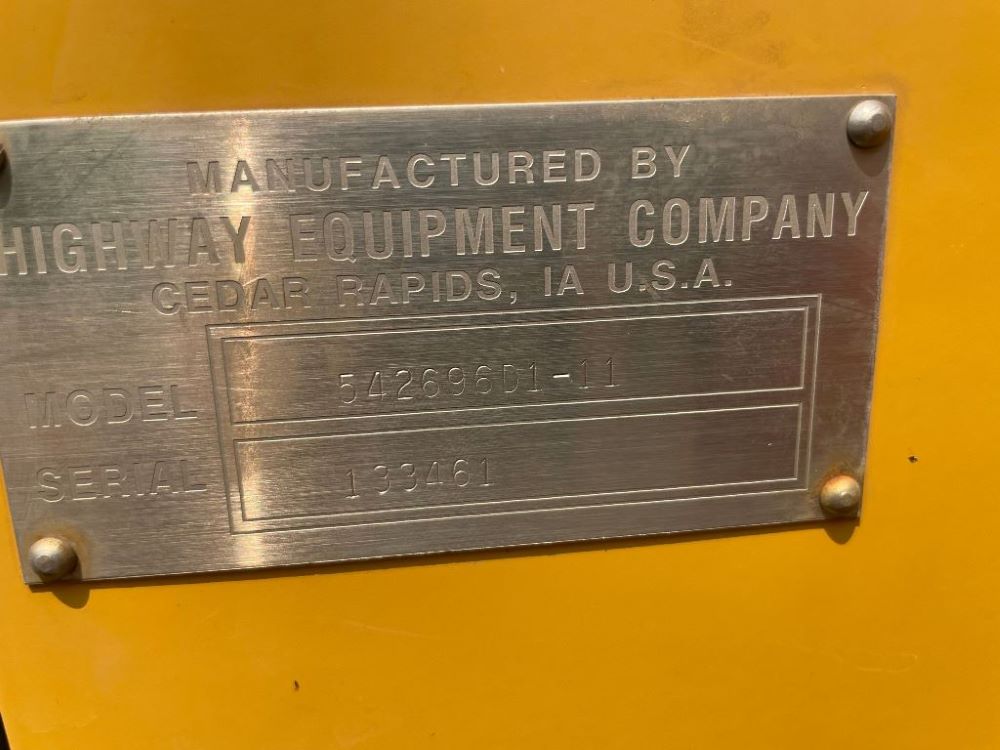 MANUFACTURED BY
HIGHWAY EQUIPMENT COMPANY
CEDAR RAPIDS, IA U.S.A.
MODEL 542696D1-11
SERIAL 133461